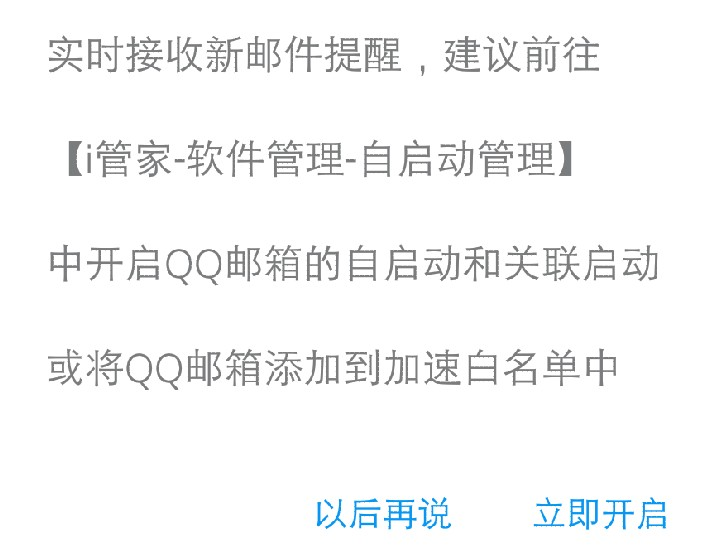 实时接收新邮件提醒，建议前往
【i管家-软件管理-自启动管理】
中开启QQ邮箱的自启动和关联启动
或将QQ邮箱添加到加速白名单中
以后再说 立即开启